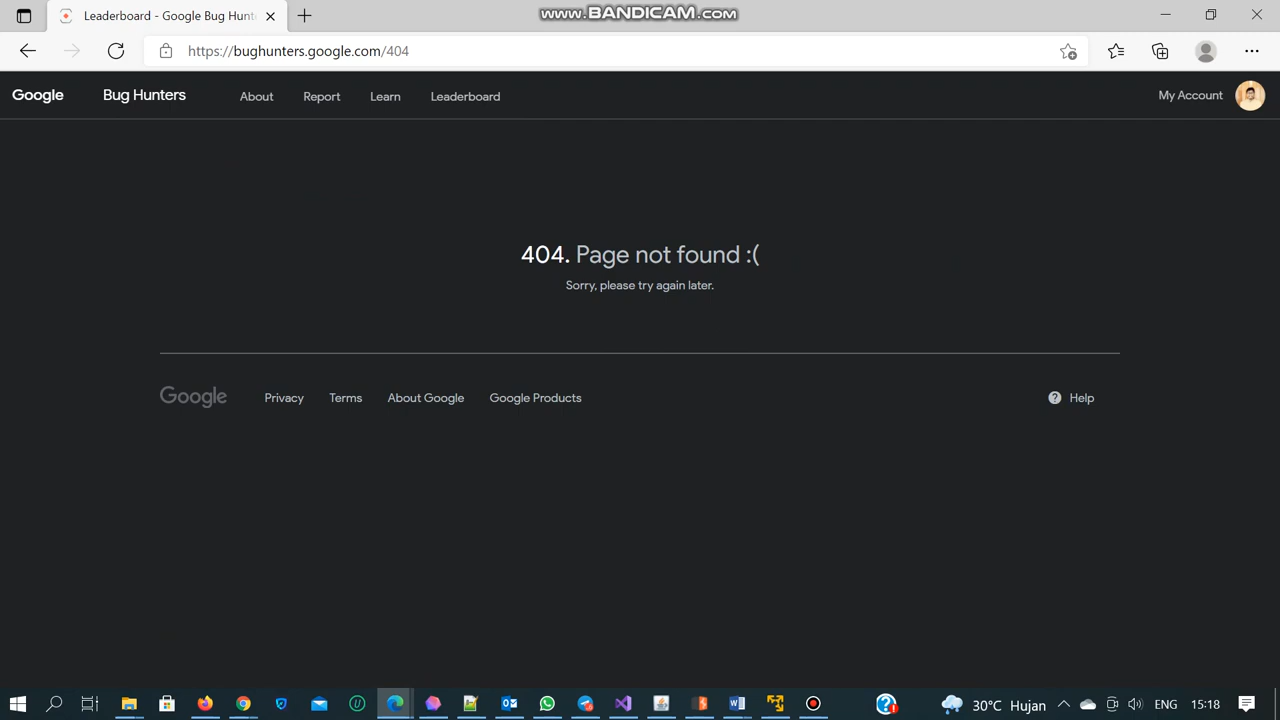 Leaderboard - Google Bug Hunte
www.BANDICAM.com
https://bughunters.google.com/404
Google Bug Hunters About Report Learn Leaderboard My Account
404. Page not found :(
Sorry, please try again later.
Google Privacy Terms About Google Google Products Help
30°C Hujan ENG 15:18